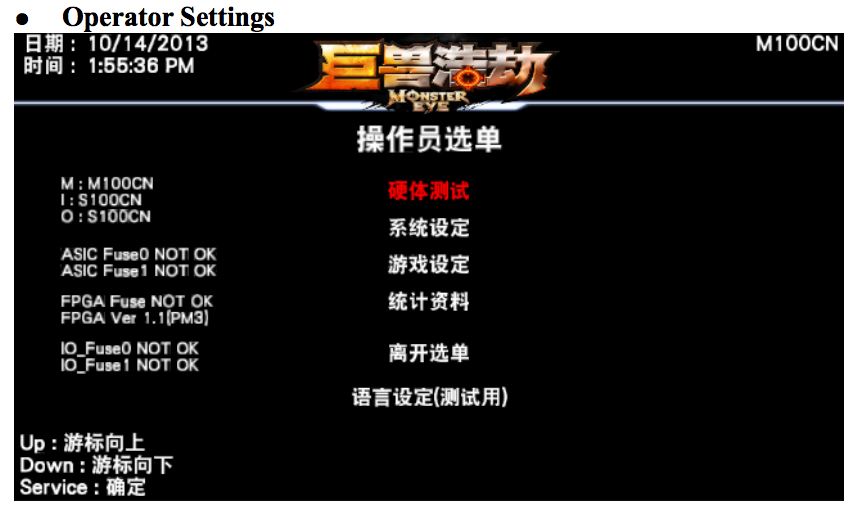 ● Operator Settings
日期 : 10/14/2013
时间 : 1:55:36 PM
巨兽浩劫
MONSTER
EYE
M100CN
操作员选单
M : M100CN
I : S100CN
O : S100CN
ASIC Fuse0 NOT OK
ASIC Fuse1 NOT OK
FPGA Fuse NOT OK
FPGA Ver 1.1(PM3)
IO_Fuse0 NOT OK
IO_Fuse1 NOT OK
硬体测试
系统设定
游戏设定
统计资料
离开选单
语言设定(测试用)
Up : 游标向上
Down : 游标向下
Service : 确定